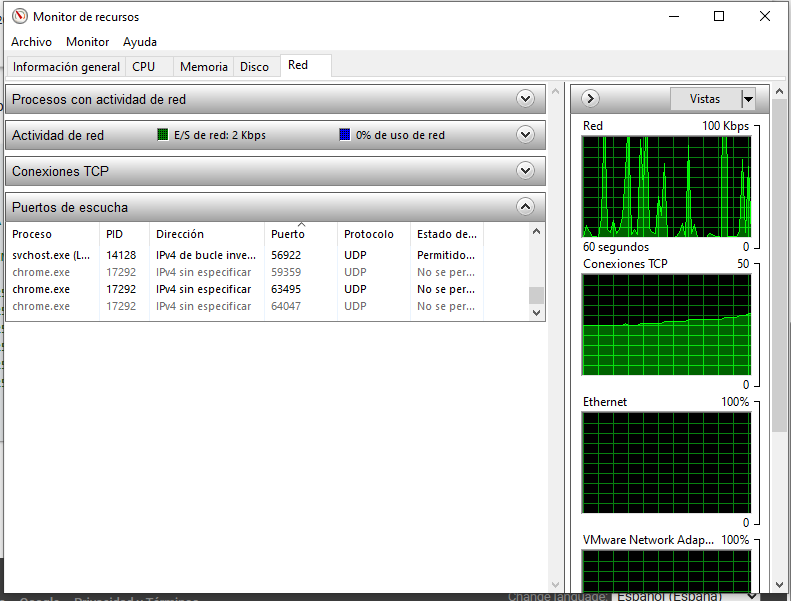 Monitor de recursos
Archivo Monitor Ayuda
Información general CPU Memoria Disco Red
Procesos con actividad de red
Actividad de red E/S de red: 2 Kbps 0% de uso de red
Conexiones TCP
Puertos de escucha
Proceso PID Dirección Puerto Protocolo Estado de...
svchost.exe (L... 14128 IPv4 de bucle inve... 56922 UDP Permitido...
chrome.exe 17292 IPv4 sin especificar 59359 UDP No se per...
chrome.exe 17292 IPv4 sin especificar 63495 UDP No se per...
chrome.exe 17292 IPv4 sin especificar 64047 UDP No se per...
Vistas
Red 100 Kbps
60 segundos 0
Conexiones TCP 50
0
Ethernet 100%
0
VMware Network Adap... 100%
Google Privacidad y Términos Change language: Español (España)